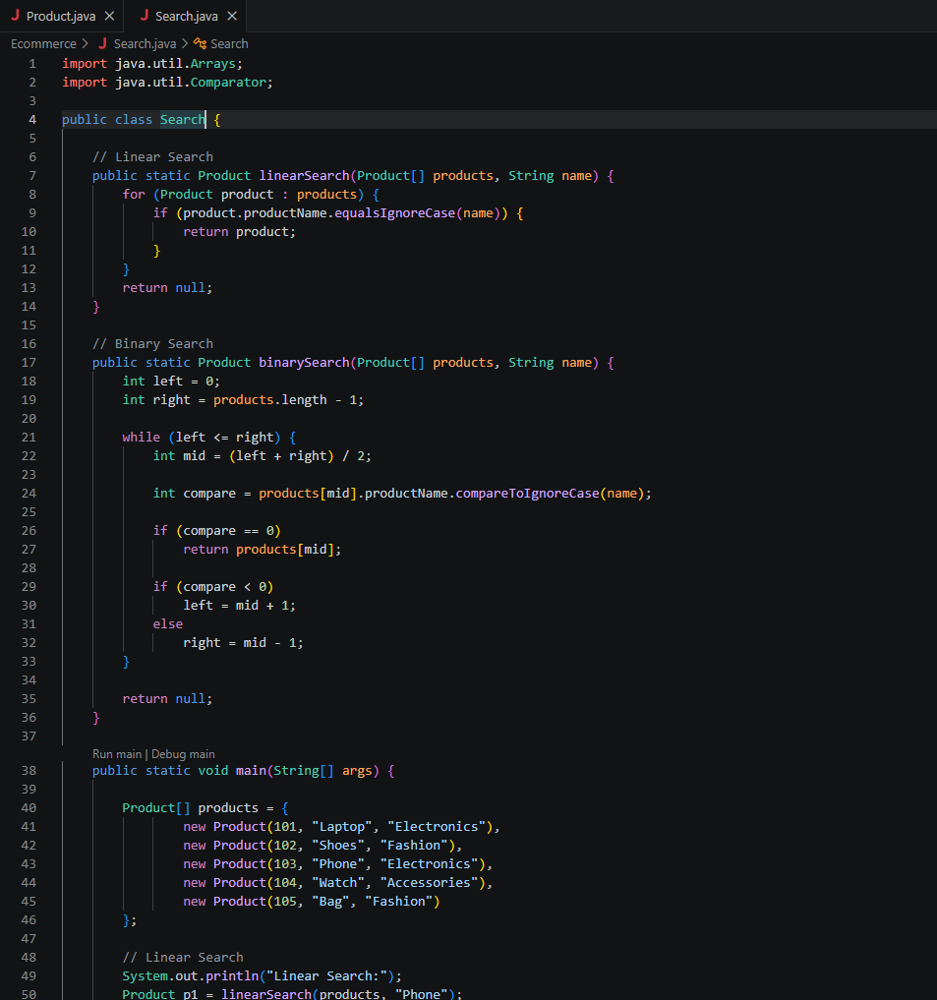 Product.java
Search.java
Ecommerce > Search.java > Search
1 import java.util.Arrays;
2 import java.util.Comparator;
3
4 public class Search {
5
6     // Linear Search
7     public static Product linearSearch(Product[] products, String name) {
8         for (Product product : products) {
9             if (product.productName.equalsIgnoreCase(name)) {
10                 return product;
11             }
12         }
13         return null;
14     }
15
16     // Binary Search
17     public static Product binarySearch(Product[] products, String name) {
18         int left = 0;
19         int right = products.length - 1;
20
21         while (left <= right) {
22             int mid = (left + right) / 2;
23
24             int compare = products[mid].productName.compareToIgnoreCase(name);
25
26             if (compare == 0)
27                 return products[mid];
28
29             if (compare < 0)
30                 left = mid + 1;
31             else
32                 right = mid - 1;
33         }
34
35         return null;
36     }
37
Run main | Debug main
38     public static void main(String[] args) {
39
40         Product[] products = {
41                 new Product(101, "Laptop", "Electronics"),
42                 new Product(102, "Shoes", "Fashion"),
43                 new Product(103, "Phone", "Electronics"),
44                 new Product(104, "Watch", "Accessories"),
45                 new Product(105, "Bag", "Fashion")
46         };
47
48         // Linear Search
49         System.out.println("Linear Search:");
50         Product p1 = linearSearch(products, "Phone");